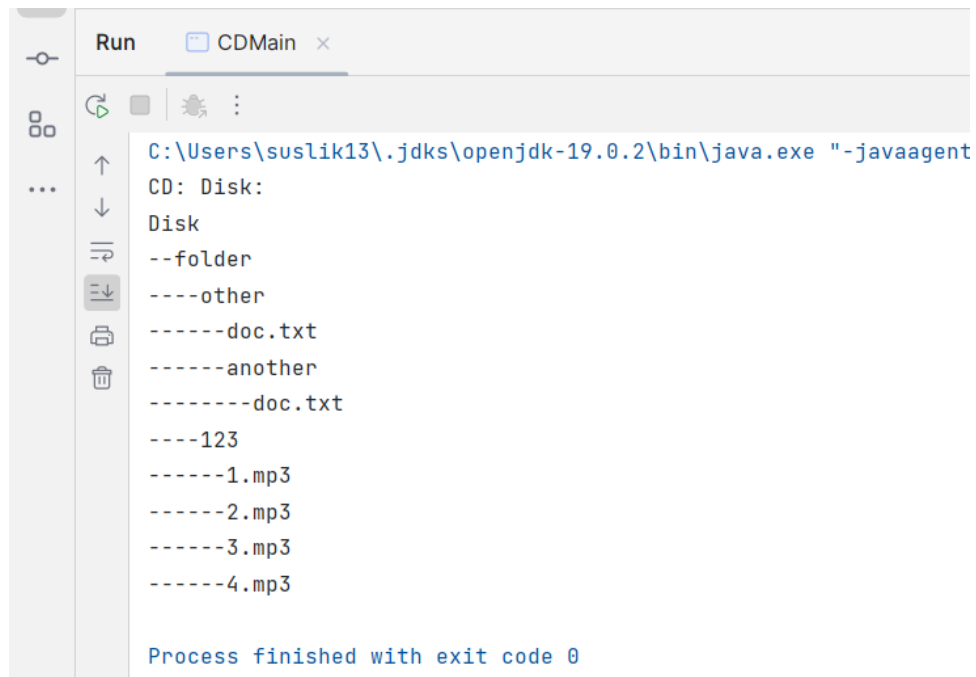 Run CDMain
C:\Users\suslik13\.jdks\openjdk-19.0.2\bin\java.exe "-javaagent
CD: Disk:
Disk
--folder
----other
------doc.txt
------another
--------doc.txt
----123
------1.mp3
------2.mp3
------3.mp3
------4.mp3
Process finished with exit code 0